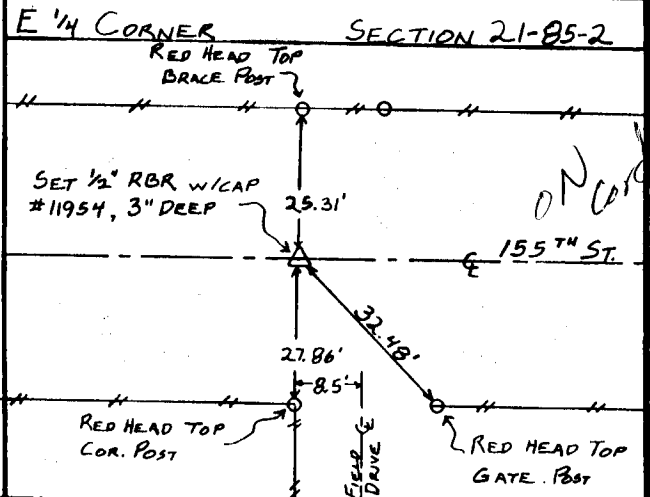 E 1/4 CORNER SECTION 21-85-2
RED HEAD TOP
BRACE POST
SET 1/2" RBR W/CAP
#11954, 3" DEEP
25.31'
ON
℄ 155TH ST.
32.48'
27.86'
8.5'
RED HEAD TOP
COR. POST
FIELD ℄
DRIVE
RED HEAD TOP
GATE. POST